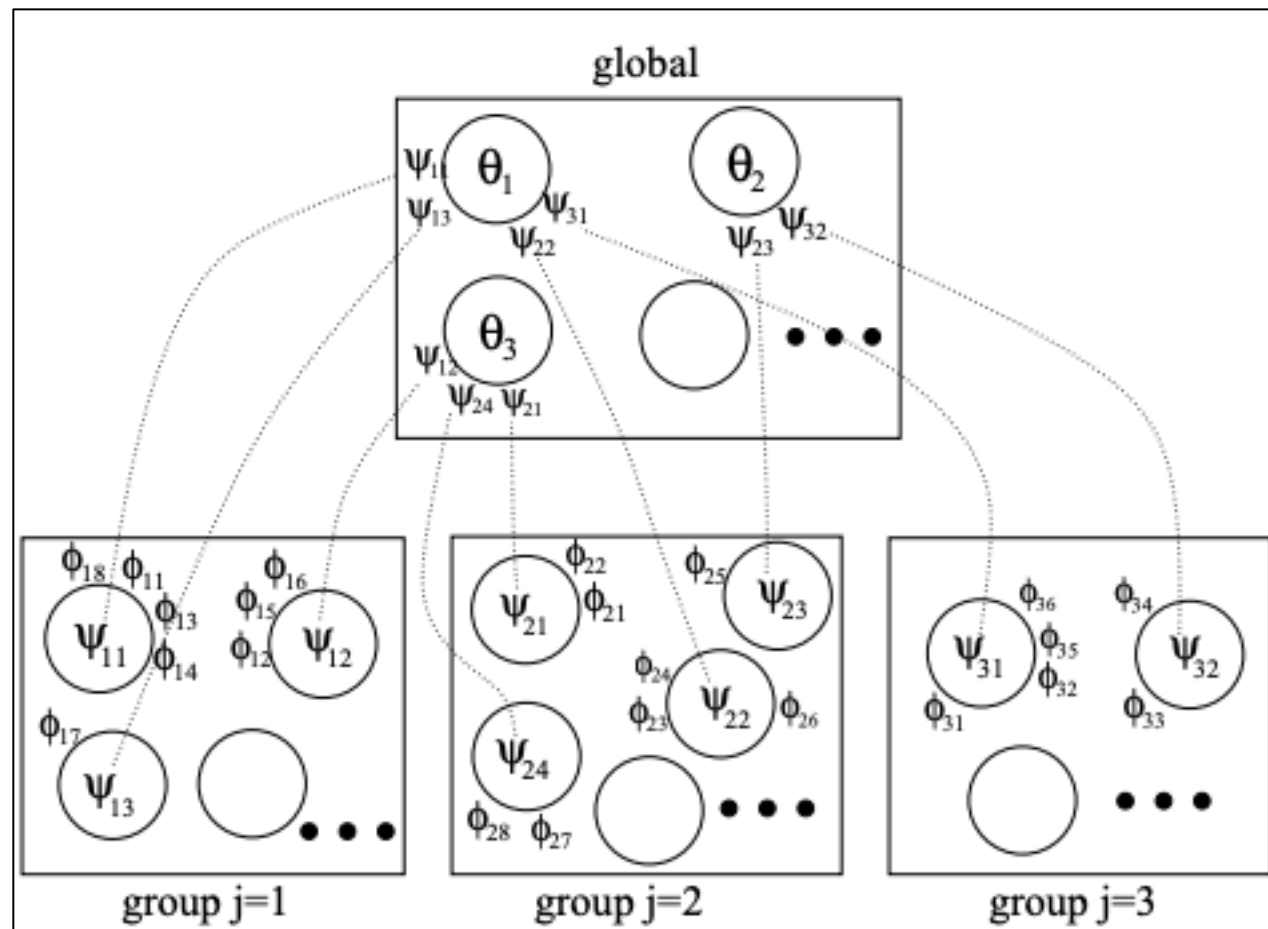 global
θ₁ θ₂
ψ₁₁
ψ₁₃ ψ₃₁
ψ₂₂ ψ₂₃ ψ₃₂
θ₃
ψ₁₂
ψ₂₄ ψ₂₁
ϕ₁₈ ϕ₁₁ ϕ₁₃ ϕ₁₄
ψ₁₁
ϕ₁₆ ϕ₁₅ ϕ₁₂
ψ₁₂
ϕ₁₇
ψ₁₃
group j=1
ϕ₂₂ ϕ₂₁
ψ₂₁
ϕ₂₅
ψ₂₃
ϕ₂₄ ϕ₂₃ ϕ₂₆
ψ₂₂
ψ₂₄
ϕ₂₈ ϕ₂₇
group j=2
ϕ₃₆ ϕ₃₅ ϕ₃₂ ϕ₃₁
ψ₃₁
ϕ₃₄ ϕ₃₃
ψ₃₂
group j=3